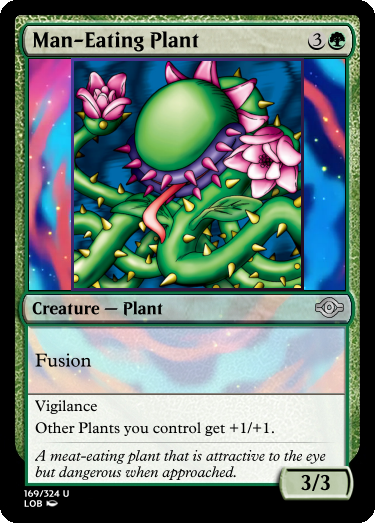 Man-Eating Plant 3
Creature — Plant
Fusion
Vigilance
Other Plants you control get +1/+1.
A meat-eating plant that is attractive to the eye
but dangerous when approached.
3/3
169/324 U
LOB